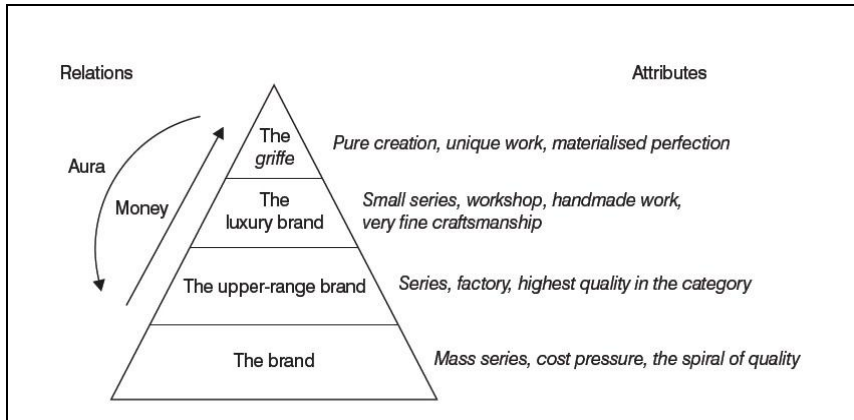 Relations
Attributes
The
griffe
Pure creation, unique work, materialised perfection
Aura
Money
The
luxury brand
Small series, workshop, handmade work,
very fine craftsmanship
The upper-range brand
Series, factory, highest quality in the category
The brand
Mass series, cost pressure, the spiral of quality